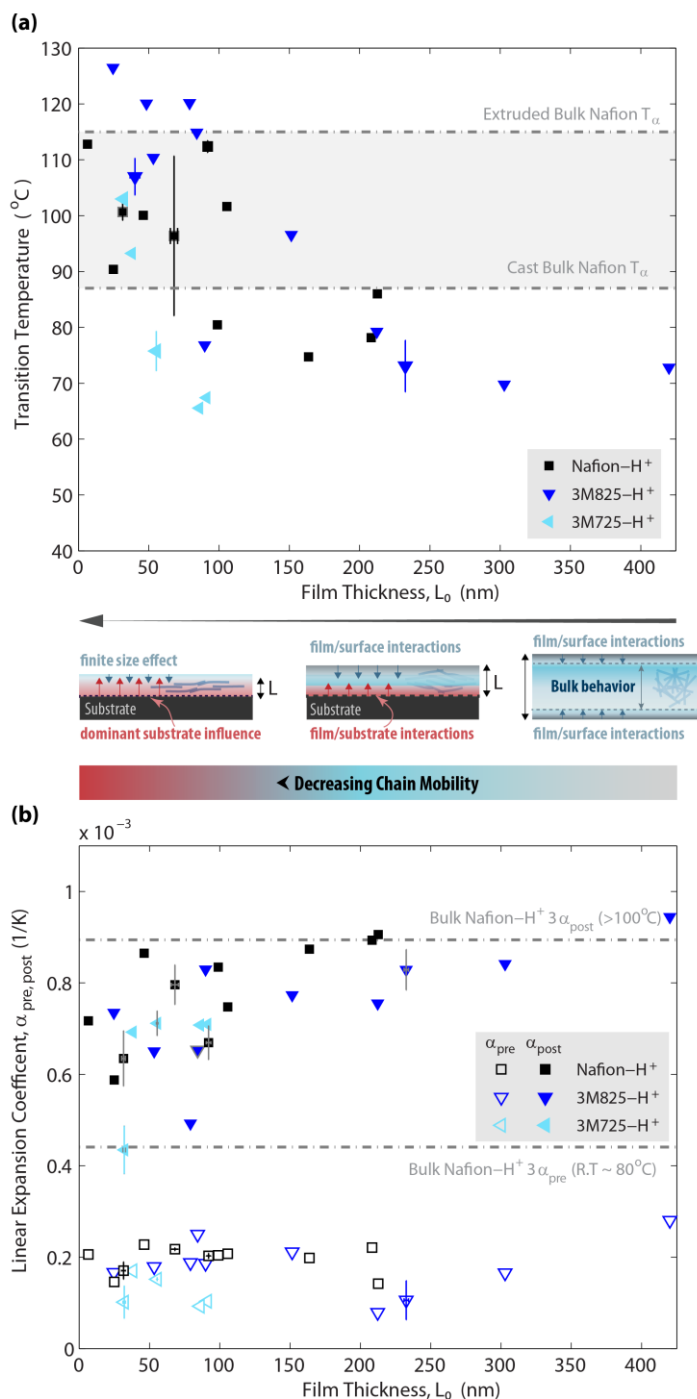 (a)
130
120
110
100
90
80
70
60
50
40
Transition Temperature ( °C)
Extruded Bulk Nafion Tα
Cast Bulk Nafion Tα
Nafion−H+
3M825−H+
3M725−H+
0 50 100 150 200 250 300 350 400
Film Thickness, L₀ (nm)
finite size effect
L
Substrate
dominant substrate influence
film/surface interactions
L
Substrate
film/substrate interactions
film/surface interactions
Bulk behavior
film/surface interactions
Decreasing Chain Mobility
(b)
x 10−3
1
0.8
0.6
0.4
0.2
0
Linear Expansion Coefficent, αpre,post (1/K)
Bulk Nafion−H+ 3αpost (>100°C)
αpre αpost
Nafion−H+
3M825−H+
3M725−H+
Bulk Nafion−H+ 3αpre (R.T ~ 80°C)
0 50 100 150 200 250 300 350 400
Film Thickness, L₀ (nm)